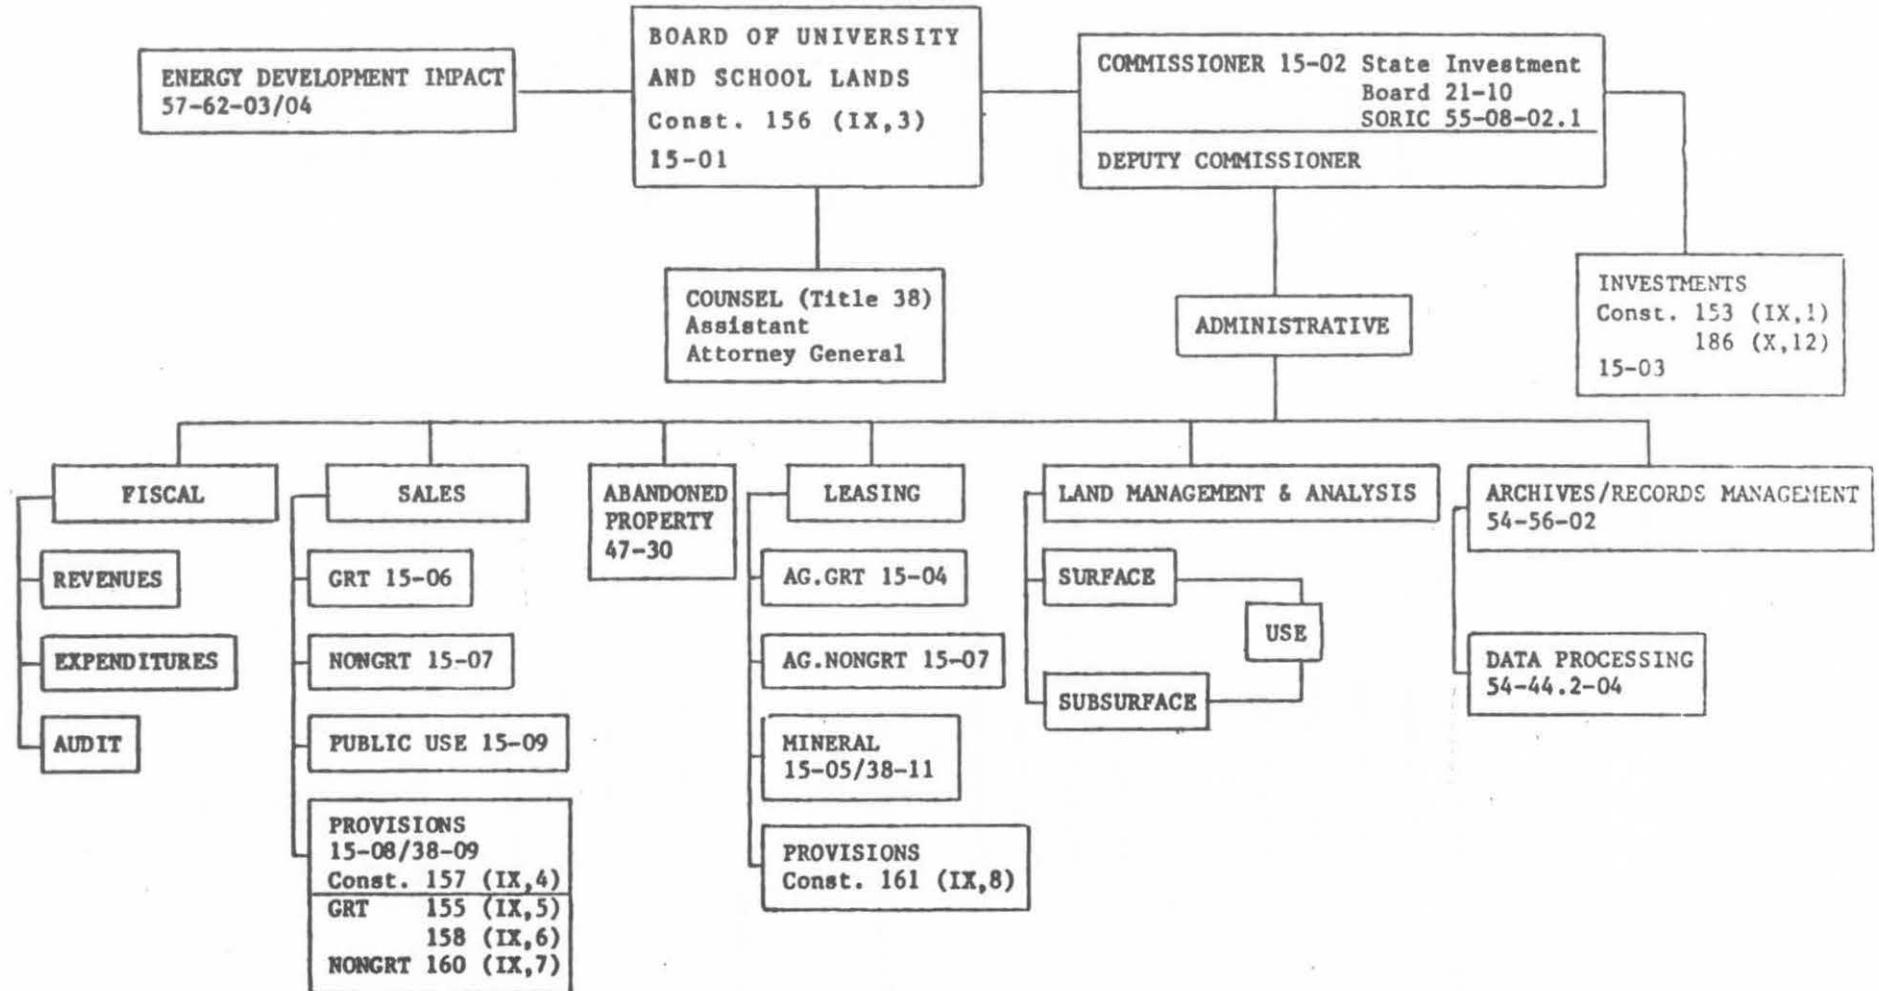 ENERGY DEVELOPMENT IMPACT
57-62-03/04
BOARD OF UNIVERSITY
AND SCHOOL LANDS
Const. 156 (IX,3)
15-01
COMMISSIONER 15-02 State Investment
Board 21-10
SORIC 55-08-02.1
DEPUTY COMMISSIONER
COUNSEL (Title 38)
Assistant
Attorney General
ADMINISTRATIVE
INVESTMENTS
Const. 153 (IX,1)
186 (X,12)
15-03
FISCAL
REVENUES
EXPENDITURES
AUDIT
SALES
GRT 15-06
NONGRT 15-07
PUBLIC USE 15-09
PROVISIONS
15-08/38-09
Const. 157 (IX,4)
GRT 155 (IX,5)
158 (IX,6)
NONGRT 160 (IX,7)
ABANDONED
PROPERTY
47-30
LEASING
AG.GRT 15-04
AG.NONGRT 15-07
MINERAL
15-05/38-11
PROVISIONS
Const. 161 (IX,8)
LAND MANAGEMENT & ANALYSIS
SURFACE
USE
SUBSURFACE
ARCHIVES/RECORDS MANAGEMENT
54-56-02
DATA PROCESSING
54-44.2-04